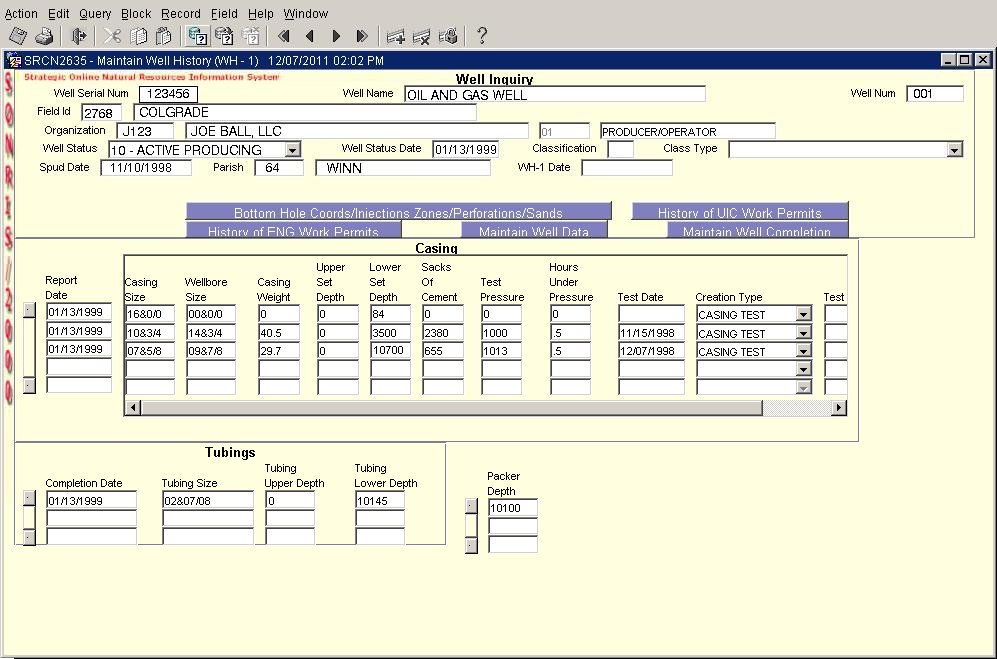 Action Edit Query Block Record Field Help Window
SRCN2635 - Maintain Well History (WH - 1) 12/07/2011 02:02 PM
Strategic Online Natural Resources Information System
SONRIS//2000
Well Inquiry
Well Serial Num 123456 Well Name OIL AND GAS WELL Well Num 001
Field Id 2768 COLGRADE
Organization J123 JOE BALL, LLC 01 PRODUCER/OPERATOR
Well Status 10 - ACTIVE PRODUCING Well Status Date 01/13/1999 Classification Class Type
Spud Date 11/10/1998 Parish 64 WINN WH-1 Date
Bottom Hole Coords/Injections Zones/Perforations/Sands History of UIC Work Permits
History of ENG Work Permits Maintain Well Data Maintain Well Completion
Casing
Report Date Casing Size Wellbore Size Casing Weight Upper Set Depth Lower Set Depth Sacks Of Cement Test Pressure Hours Under Pressure Test Date Creation Type Test
01/13/1999 16&0/0 00&0/0 0 0 84 0 0 0 CASING TEST
01/13/1999 10&3/4 14&3/4 40.5 0 3500 2380 1000 .5 11/15/1998 CASING TEST
01/13/1999 07&5/8 09&7/8 29.7 0 10700 655 1013 .5 12/07/1998 CASING TEST
Tubings
Completion Date Tubing Size Tubing Upper Depth Tubing Lower Depth
01/13/1999 02&07/08 0 10145
Packer Depth
10100